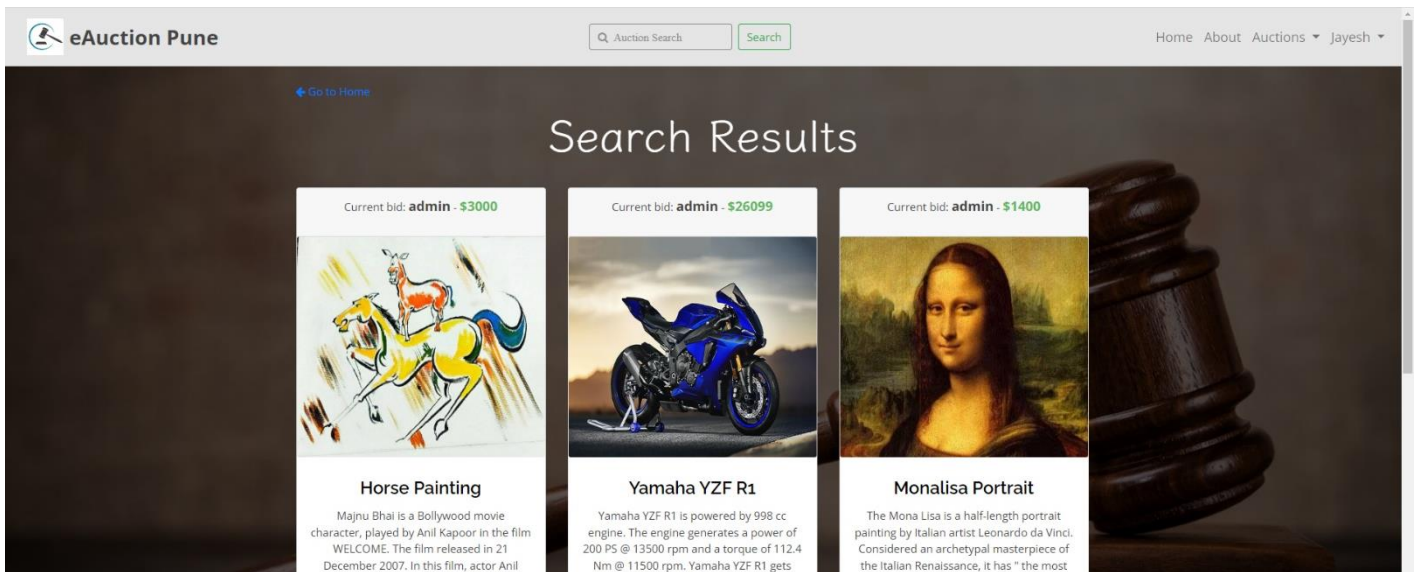 eAuction Pune
Auction Search
Search
Home About Auctions Jayesh
Go to Home
Search Results
Current bid: admin - $3000
Horse Painting
Majnu Bhai is a Bollywood movie
character, played by Anil Kapoor in the film
WELCOME. The film released in 21
December 2007. In this film, actor Anil
Current bid: admin - $26099
Yamaha YZF R1
Yamaha YZF R1 is powered by 998 cc
engine. The engine generates a power of
200 PS @ 13500 rpm and a torque of 112.4
Nm @ 11500 rpm. Yamaha YZF R1 gets
Current bid: admin - $1400
Monalisa Portrait
The Mona Lisa is a half-length portrait
painting by Italian artist Leonardo da Vinci.
Considered an archetypal masterpiece of
the Italian Renaissance, it has " the most